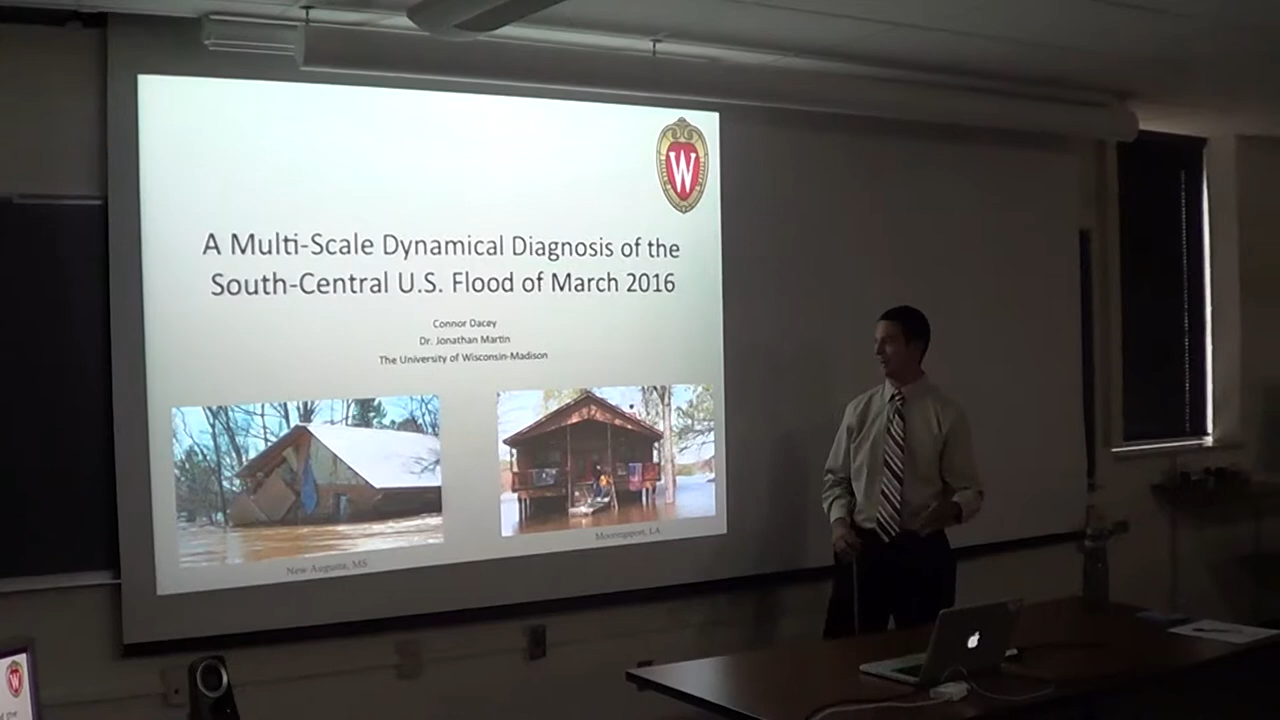 W
A Multi-Scale Dynamical Diagnosis of the
South-Central U.S. Flood of March 2016
Connor Dacey
Dr. Jonathan Martin
The University of Wisconsin-Madison
Mooringsport, LA
New Augusta, MS
W
d the